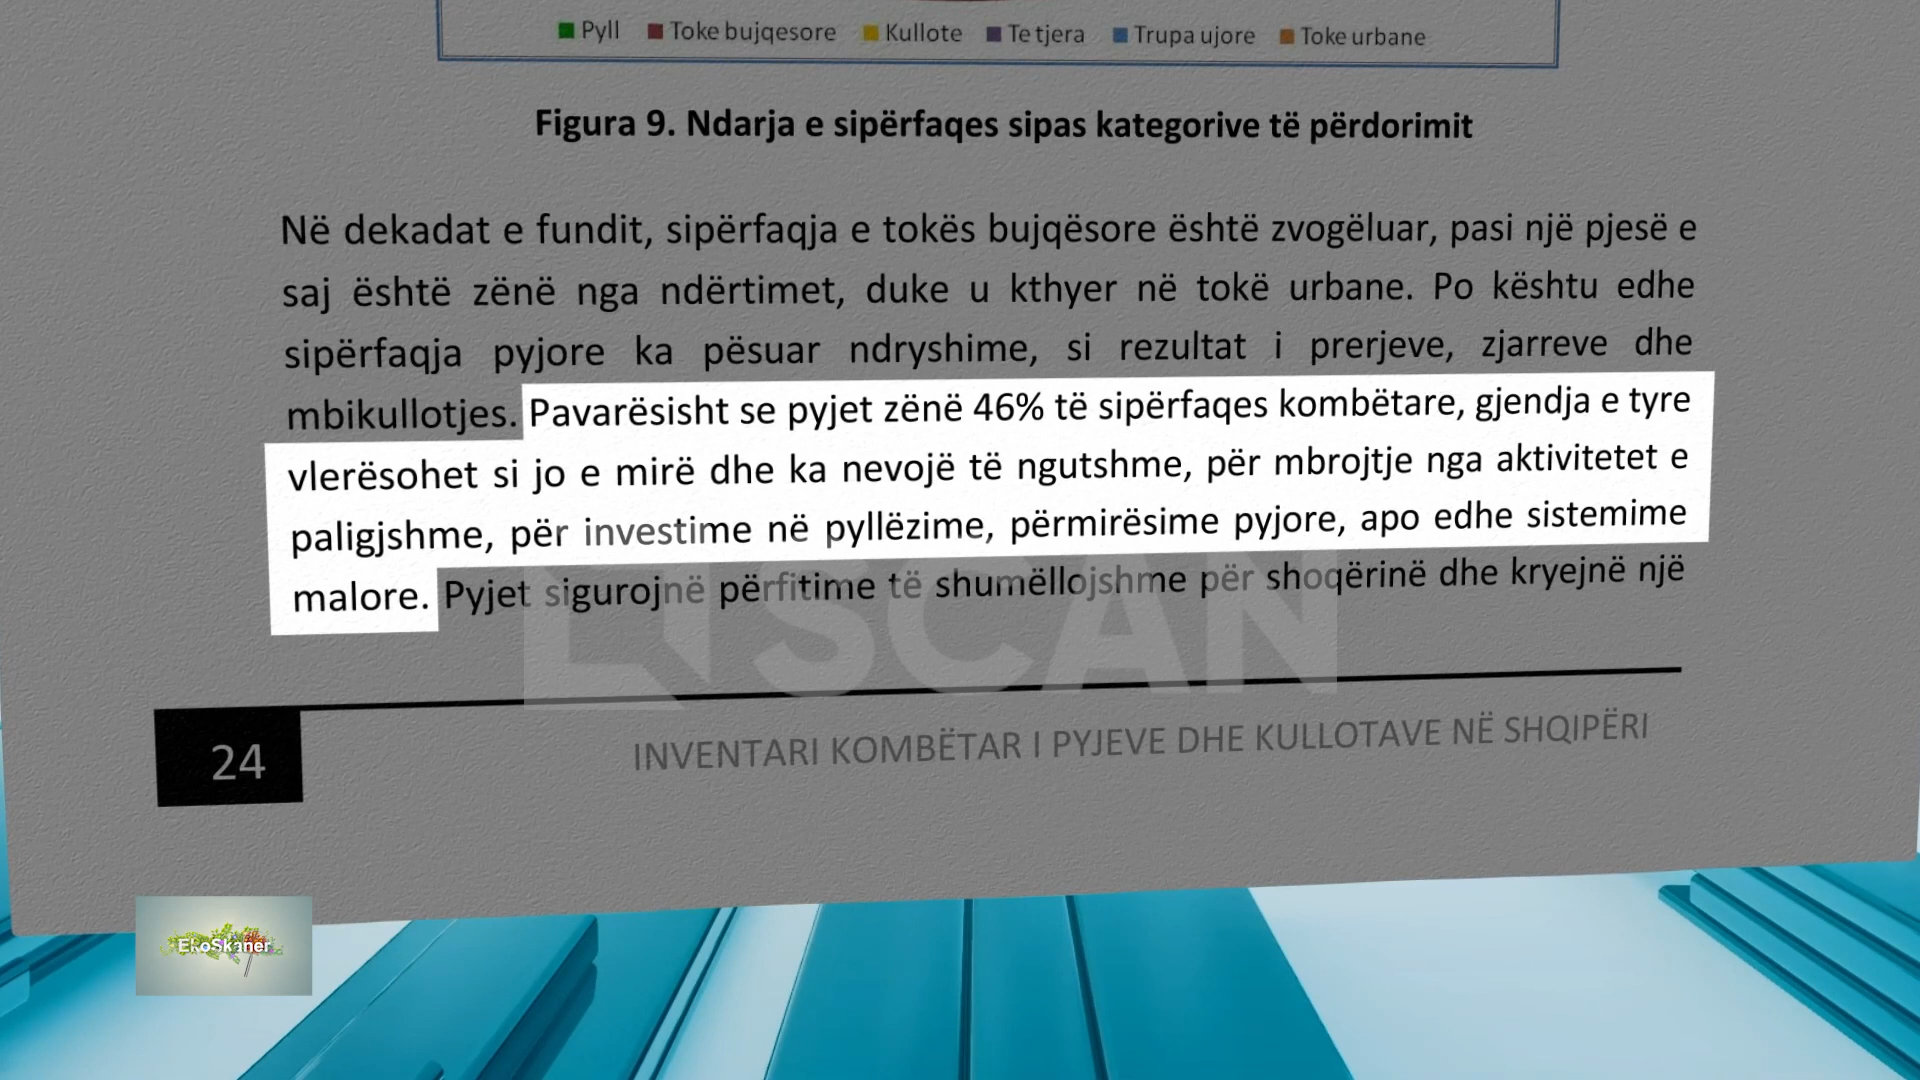 Pyll Toke bujqesore Kullote Te tjera Trupa ujore Toke urbane
Figura 9. Ndarja e sipërfaqes sipas kategorive të përdorimit
Në dekadat e fundit, sipërfaqja e tokës bujqësore është zvogëluar, pasi një pjesë e
saj është zënë nga ndërtimet, duke u kthyer në tokë urbane. Po kështu edhe
sipërfaqja pyjore ka pësuar ndryshime, si rezultat i prerjeve, zjarreve dhe
mbikullotjes. Pavarësisht se pyjet zënë 46% të sipërfaqes kombëtare, gjendja e tyre
vlerësohet si jo e mirë dhe ka nevojë të ngutshme, për mbrojtje nga aktivitetet e
paligjshme, për investime në pyllëzime, përmirësime pyjore, apo edhe sistemime
malore. Pyjet sigurojnë përfitime të shumëllojshme për shoqërinë dhe kryejnë një
SCAN
24
INVENTARI KOMBËTAR I PYJEVE DHE KULLOTAVE NË SHQIPËRI
EkoSkaner